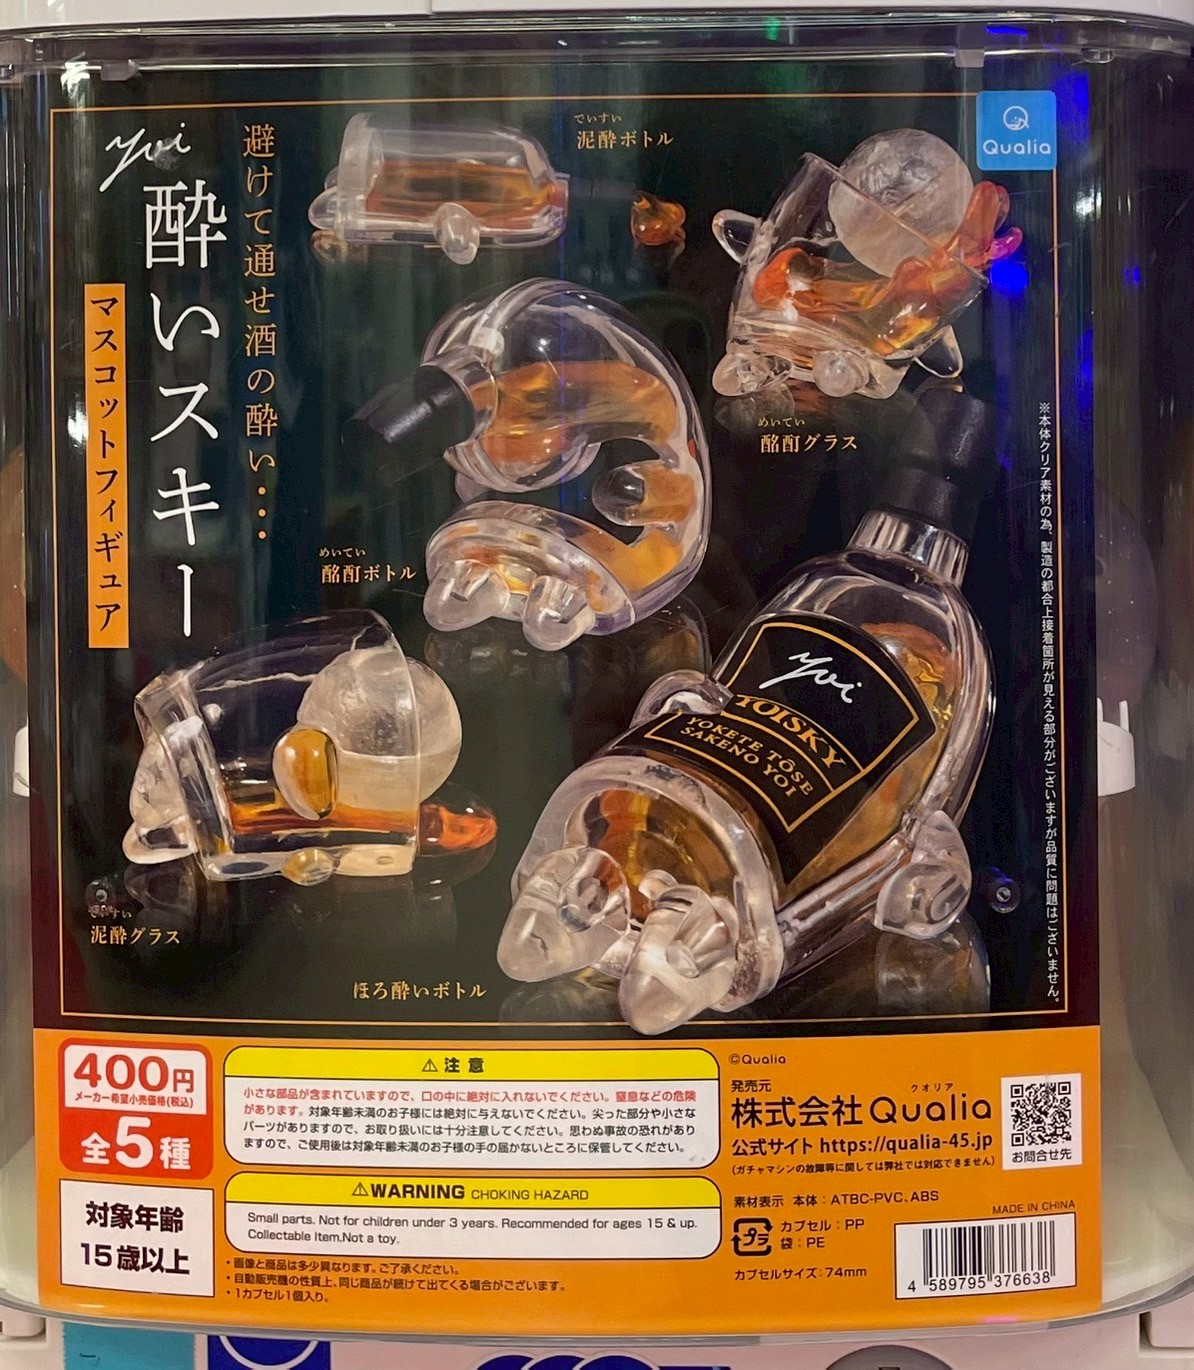 Yoi
酔いスキー
マスコットフィギュア
避けて通せ酒の酔い・・・
でいすい
泥酔ボトル
Qualia
めいてい
酩酊グラス
めいてい
酩酊ボトル
Yoi
YOISKY
YOKETE TŌSE
SAKENO YOI
でいすい
泥酔グラス
ほろ酔いボトル
※本体クリア素材の為、製造の都合上接着箇所が見える部分がございますが品質に問題はございません。
400円
メーカー希望小売価格(税込)
全5種
対象年齢
15歳以上
⚠注意
小さな部品が含まれていますので、口の中に絶対に入れないでください。窒息などの危険
があります。対象年齢未満のお子様には絶対に与えないでください。尖った部分や小さな
パーツがありますので、お取り扱いには十分注意してください。思わぬ事故の恐れがあり
ますので、ご使用後は対象年齢未満のお子様の手の届かないところに保管してください。
⚠WARNING CHOKING HAZARD
Small parts. Not for children under 3 years. Recommended for ages 15 & up.
Collectable Item.Not a toy.
・画像と商品は多少異なります。ご了承ください。
・自動販売機の性質上、同じ商品が続けて出てくる場合がございます。
・1カプセル1個入り。
©Qualia
発売元
クオリア
株式会社Qualia
公式サイト https://qualia-45.jp
(ガチャマシンの故障等に関しては弊社では対応できません)
お問合せ先
素材表示 本体：ATBC-PVC、ABS
プラ
カプセル：PP
袋：PE
カプセルサイズ：74mm
MADE IN CHINA
4 589795 376638